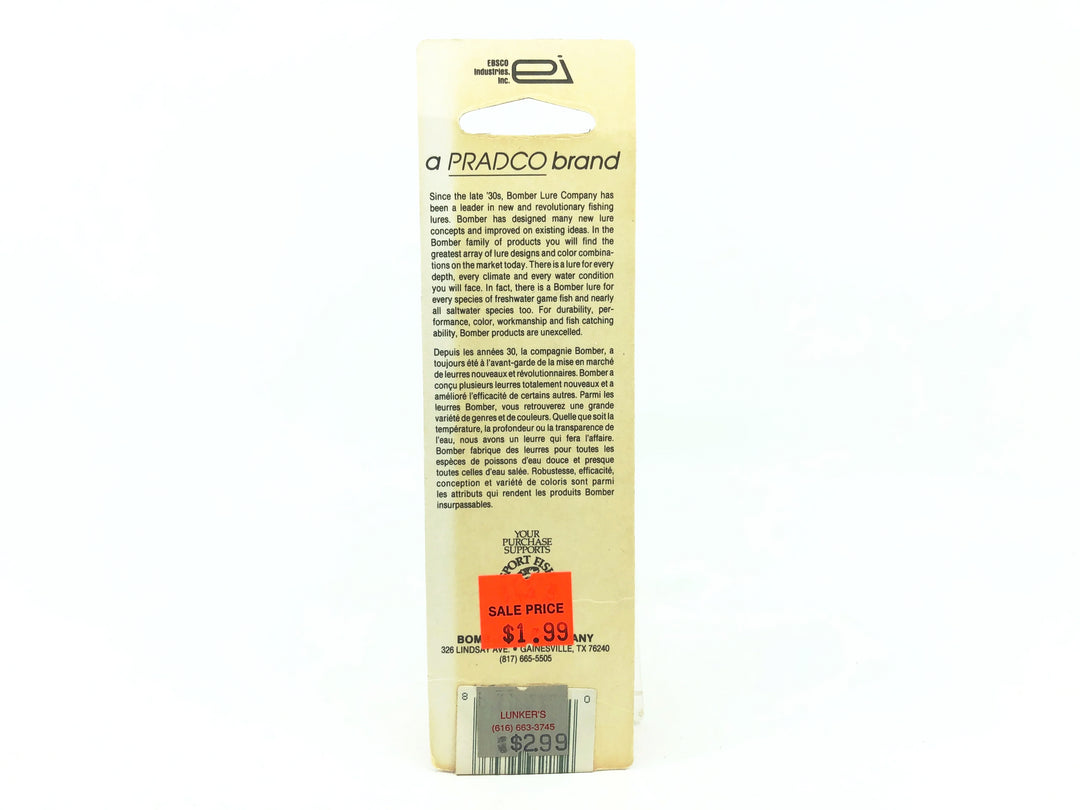 EBSCO
Industries,
Inc.
ei
a PRADCO brand
Since the late '30s, Bomber Lure Company has
been a leader in new and revolutionary fishing
lures. Bomber has designed many new lure
concepts and improved on existing ideas. In the
Bomber family of products you will find the
greatest array of lure designs and color combina-
tions on the market today. There is a lure for every
depth, every climate and every water condition
you will face. In fact, there is a Bomber lure for
every species of freshwater game fish and nearly
all saltwater species too. For durability, per-
formance, color, workmanship and fish catching
ability, Bomber products are unexcelled.
Depuis les années 30, la compagnie Bomber, a
toujours été à l'avant-garde de la mise en marché
de leurres nouveaux et révolutionnaires. Bomber a
conçu plusieurs leurres totalement nouveaux et a
amélioré l'efficacité de certains autres. Parmi les
leurres Bomber, vous retrouverez une grande
variété de genres et de couleurs. Quelle que soit la
température, la profondeur ou la transparence de
l'eau, nous avons un leurre qui fera l'affaire.
Bomber fabrique des leurres pour toutes les
espèces de poissons d'eau douce et presque
toutes celles d'eau salée. Robustesse, efficacité,
conception et variété de coloris sont parmi
les attributs qui rendent les produits Bomber
insurpassables.
YOUR
PURCHASE
SUPPORTS
PORT FIS
SALE PRICE
$1.99
BOM ANY
326 LINDSAY AVE. • GAINESVILLE, TX 76240
(817) 665-5505
8 0
LUNKER'S
(616) 663-3745
$2.99